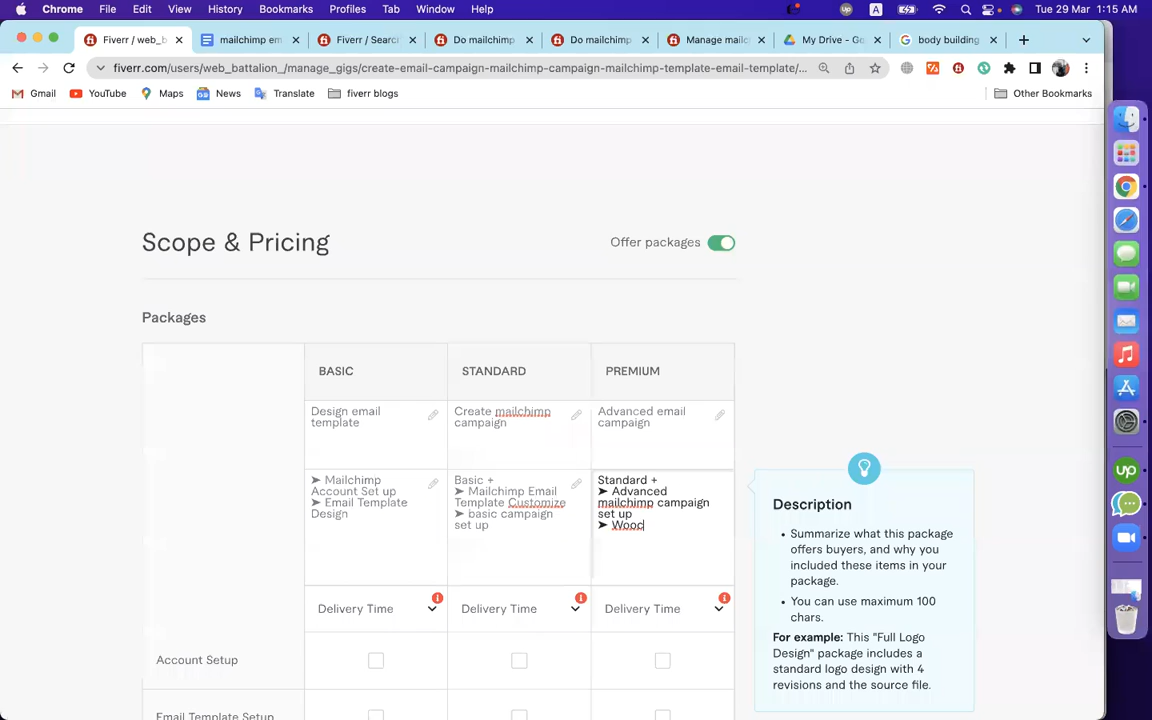 Chrome File Edit View History Bookmarks Profiles Tab Window Help A Tue 29 Mar 1:15 AM
Fiverr / web_b mailchimp em Fiverr / Searci Do mailchimp Do mailchimp Manage mailc My Drive - Go body building
fiverr.com/users/web_battalion_/manage_gigs/create-email-campaign-mailchimp-campaign-mailchimp-template-email-template/...
Gmail YouTube Maps News Translate fiverr blogs Other Bookmarks
Scope & Pricing
Offer packages
Packages
BASIC STANDARD PREMIUM
Design email
template
Create mailchimp
campaign
Advanced email
campaign
➤ Mailchimp
Account Set up
➤ Email Template
Design
Basic +
➤ Mailchimp Email
Template Customize
➤ basic campaign
set up
Standard +
➤ Advanced
mailchimp campaign
set up
➤ Wooc
Delivery Time Delivery Time Delivery Time
Account Setup
Email Template Setup
Description
• Summarize what this package
offers buyers, and why you
included these items in your
package.
• You can use maximum 100
chars.
For example: This "Full Logo
Design" package includes a
standard logo design with 4
revisions and the source file.
up